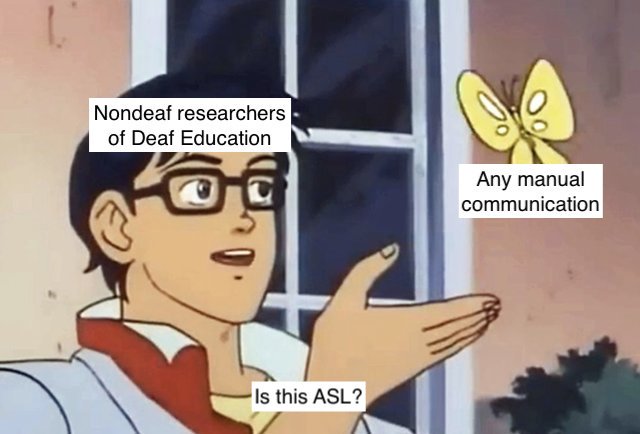 Nondeaf researchers
of Deaf Education
Any manual
communication
Is this ASL?